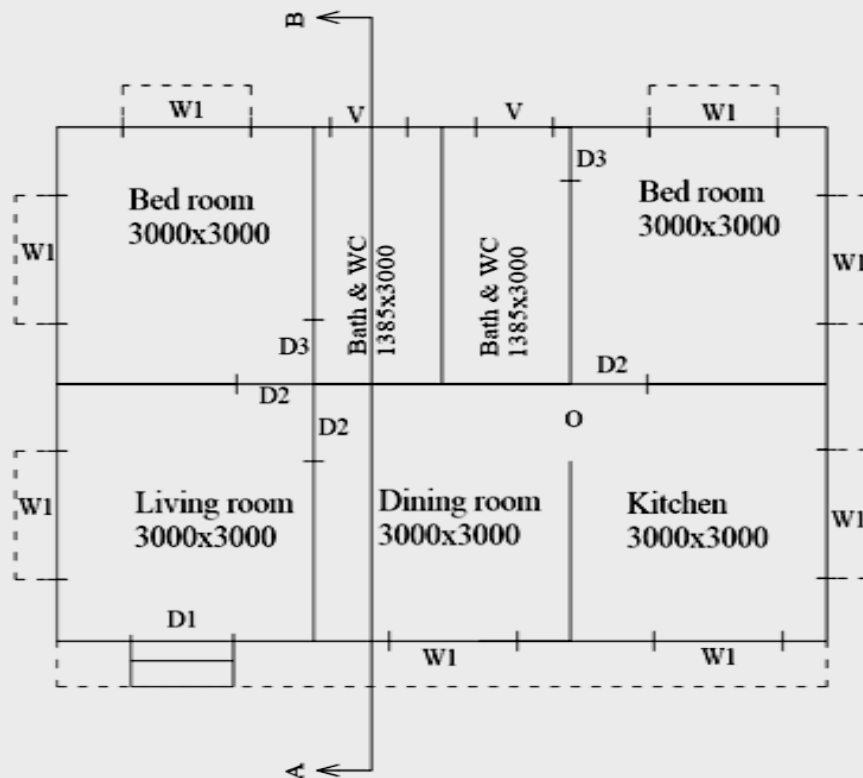 B
W1
V
V
W1
D3
Bed room
3000x3000
Bed room
3000x3000
W1
Bath & WC
1385x3000
Bath & WC
1385x3000
W1
D3
D2
D2
D2
O
W1
Living room
3000x3000
Dining room
3000x3000
Kitchen
3000x3000
W1
D1
W1
W1
A